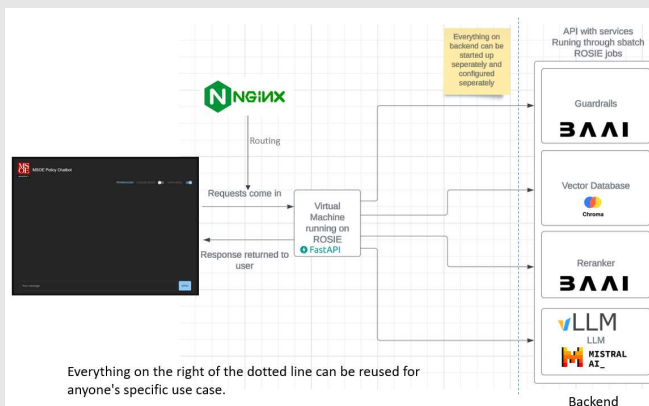 Everything on
backend can be
started up
seperately and
configured
seperately
API with services
Runing through sbatch
ROSIE jobs
NGINX
Routing
Guardrails
BAAI
MSOE Policy Chatbot
Requests come in
Virtual
Machine
running on
ROSIE
FastAPI
Response returned to
user
Vector Database
Chroma
Reranker
BAAI
vLLM
LLM
MISTRAL
AI_
Everything on the right of the dotted line can be reused for
anyone's specific use case.
Backend